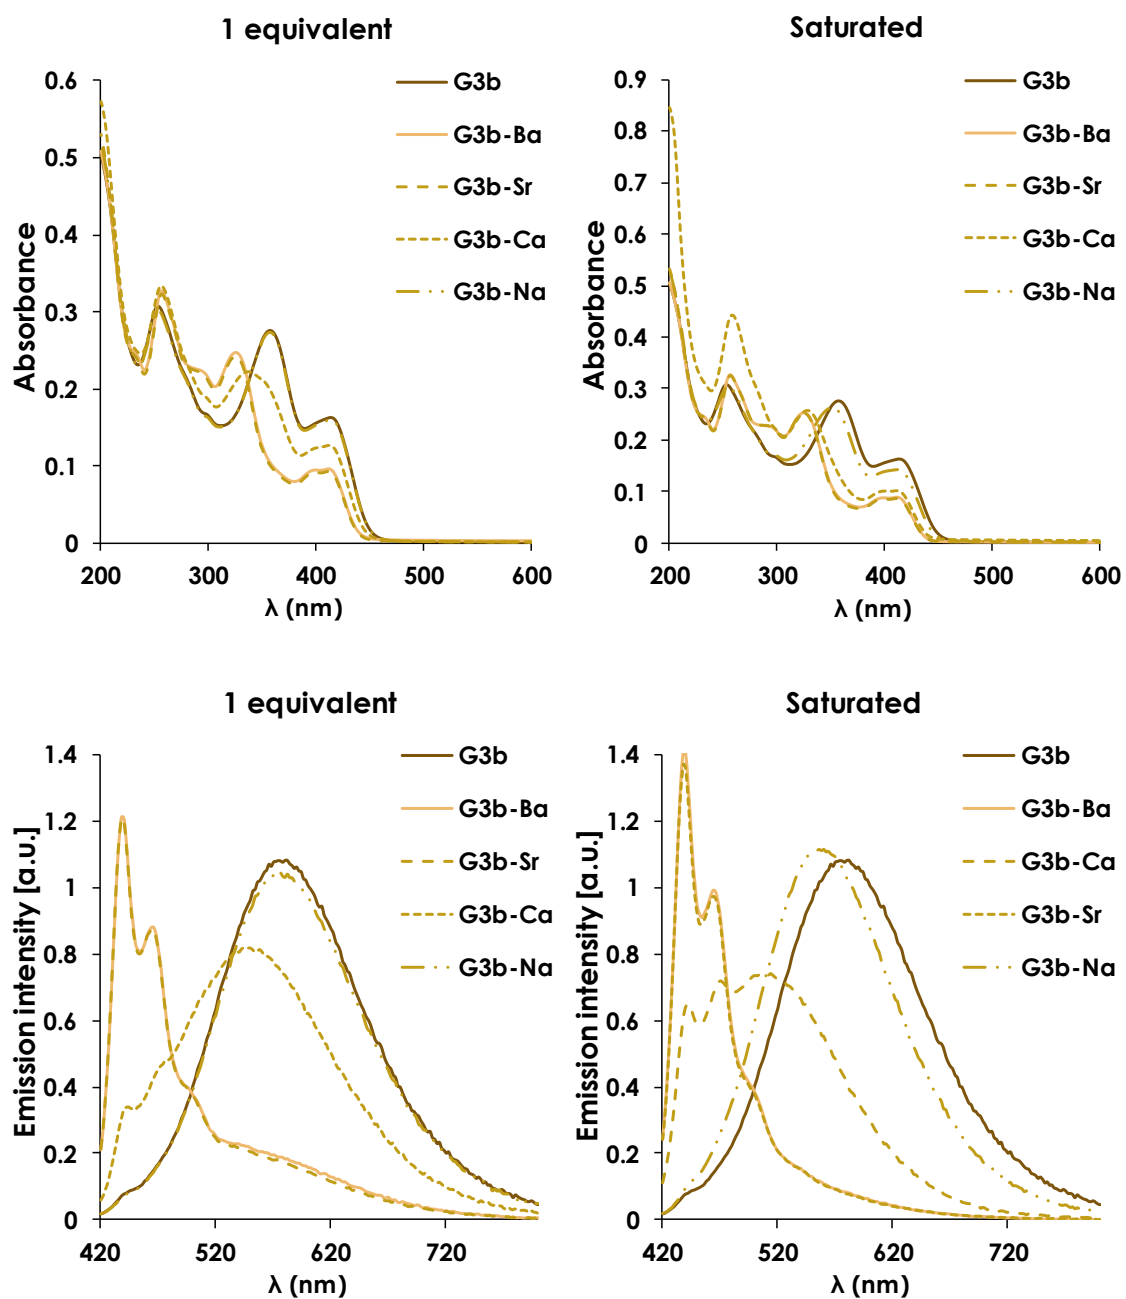 1 equivalent
0.6
0.5
0.4
0.3
0.2
0.1
0
Absorbance
200
300
400
500
600
λ (nm)
G3b
G3b-Ba
G3b-Sr
G3b-Ca
G3b-Na
Saturated
0.9
0.8
0.7
0.6
0.5
0.4
0.3
0.2
0.1
0
Absorbance
200
300
400
500
600
λ (nm)
G3b
G3b-Ba
G3b-Sr
G3b-Ca
G3b-Na
1 equivalent
1.4
1.2
1
0.8
0.6
0.4
0.2
0
Emission intensity [a.u.]
420
520
620
720
λ (nm)
G3b
G3b-Ba
G3b-Sr
G3b-Ca
G3b-Na
Saturated
1.4
1.2
1
0.8
0.6
0.4
0.2
0
Emission intensity [a.u.]
420
520
620
720
λ (nm)
G3b
G3b-Ba
G3b-Ca
G3b-Sr
G3b-Na